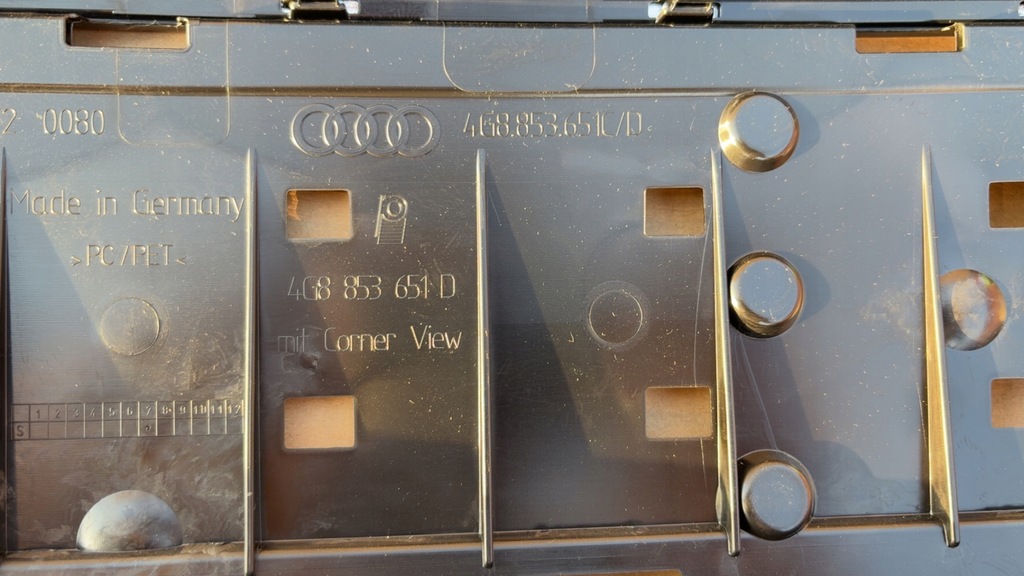 2 0080
4G8.853.651C/D
Made in Germany
>PC/PET<
4G8 853 651 D
mit Corner View
1 2 3 4 5 6 7 8 9 10 11 12
S